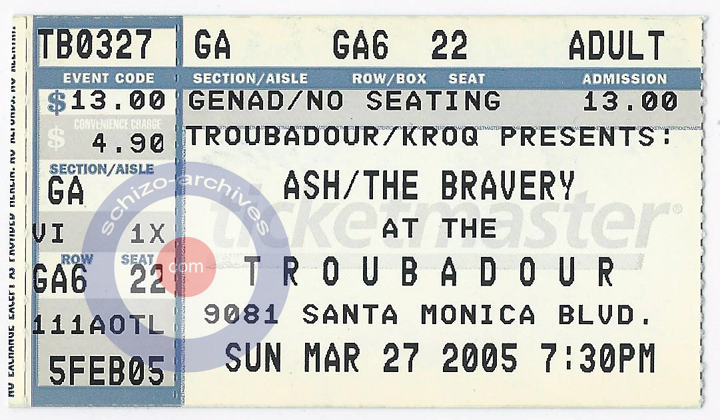 TB0327 GA GA6 22 ADULT
EVENT CODE SECTION/AISLE ROW/BOX SEAT ADMISSION
$ 13.00 GENAD/NO SEATING 13.00
CONVENIENCE CHARGE
$ 4.90
TROUBADOUR/KROQ PRESENTS:
SECTION/AISLE
GA
ASH/THE BRAVERY
ticketmaster®
VI 1X
AT THE
ROW SEAT
GA6 22
TROUBADOUR
111AOTL
9081 SANTA MONICA BLVD.
5FEB05
SUN MAR 27 2005 7:30PM
schizo-archives
.com